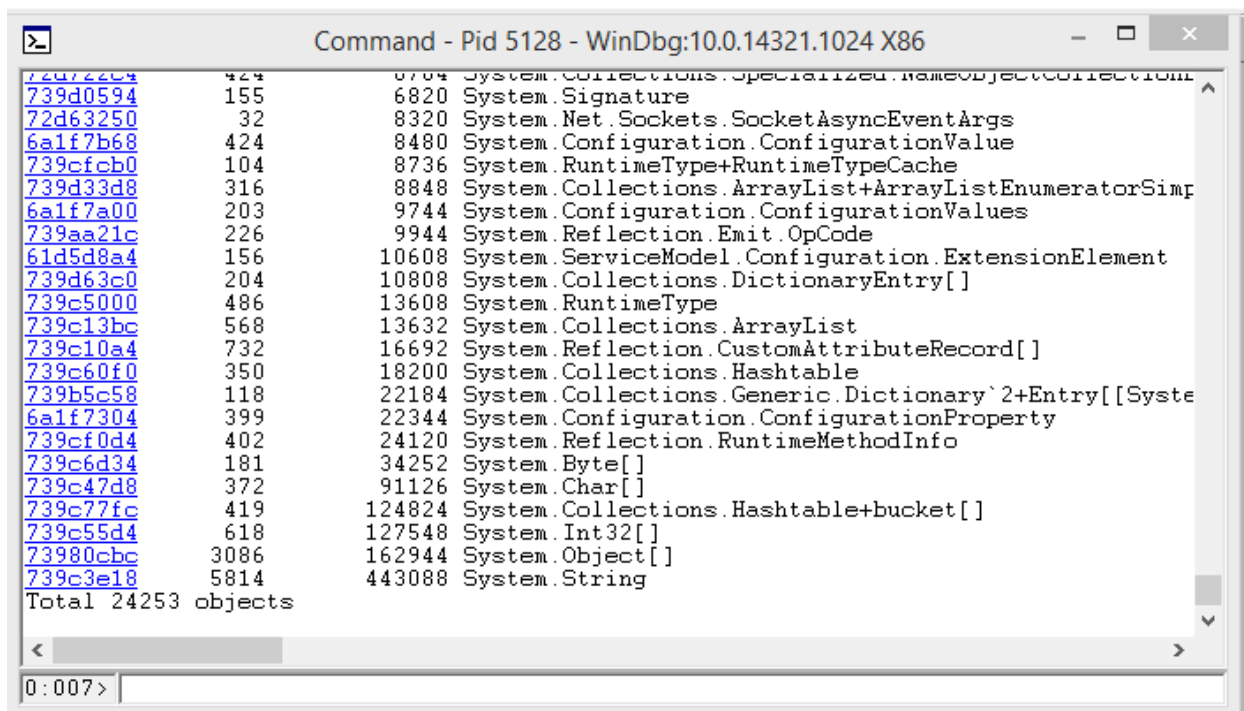 Command - Pid 5128 - WinDbg:10.0.14321.1024 X86
72d722c4 424 8784 System.Collections.Specialized.NameObjectCollection
739d0594 155 6820 System.Signature
72d63250 32 8320 System.Net.Sockets.SocketAsyncEventArgs
6a1f7b68 424 8480 System.Configuration.ConfigurationValue
739cfcb0 104 8736 System.RuntimeType+RuntimeTypeCache
739d33d8 316 8848 System.Collections.ArrayList+ArrayListEnumeratorSimp
6a1f7a00 203 9744 System.Configuration.ConfigurationValues
739aa21c 226 9944 System.Reflection.Emit.OpCode
61d5d8a4 156 10608 System.ServiceModel.Configuration.ExtensionElement
739d63c0 204 10808 System.Collections.DictionaryEntry[]
739c5000 486 13608 System.RuntimeType
739c13bc 568 13632 System.Collections.ArrayList
739c10a4 732 16692 System.Reflection.CustomAttributeRecord[]
739c60f0 350 18200 System.Collections.Hashtable
739b5c58 118 22184 System.Collections.Generic.Dictionary`2+Entry[[Syste
6a1f7304 399 22344 System.Configuration.ConfigurationProperty
739cf0d4 402 24120 System.Reflection.RuntimeMethodInfo
739c6d34 181 34252 System.Byte[]
739c47d8 372 91126 System.Char[]
739c77fc 419 124824 System.Collections.Hashtable+bucket[]
739c55d4 618 127548 System.Int32[]
73980cbc 3086 162944 System.Object[]
739c3e18 5814 443088 System.String
Total 24253 objects
0:007>